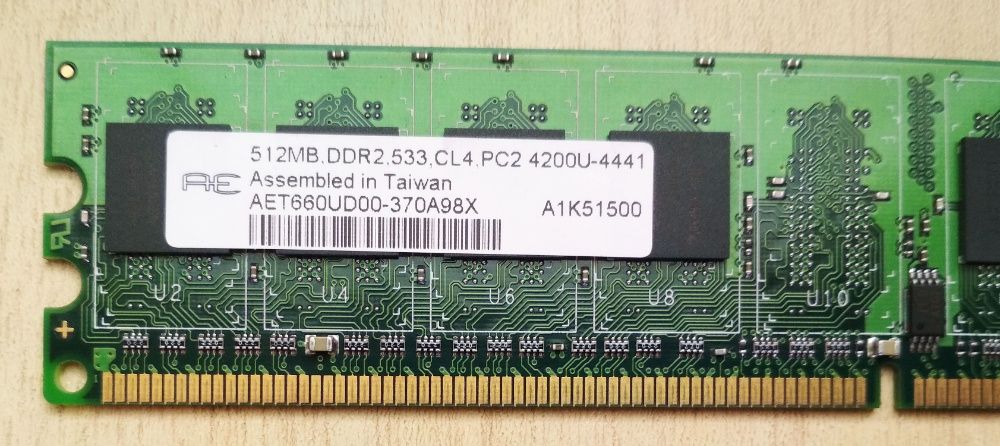 512MB,DDR2,533,CL4,PC2 4200U-4441
AE Assembled in Taiwan
AET660UD00-370A98X A1K51500
U2 U4 U6 U8 U10